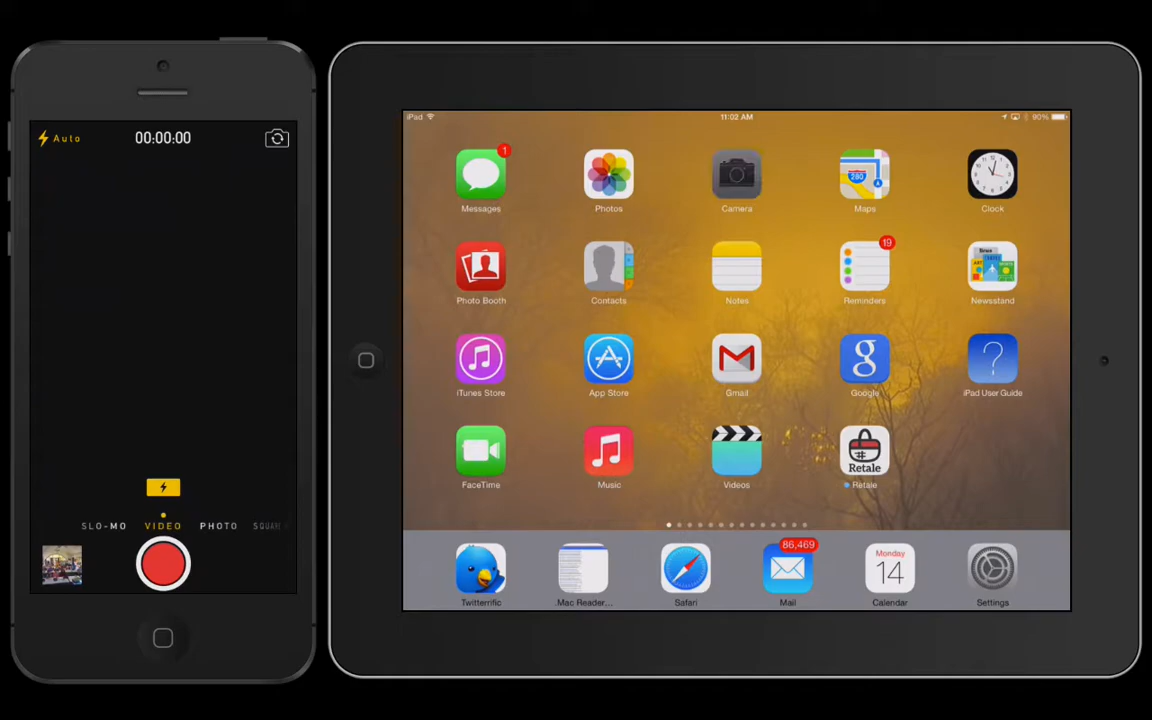 Auto
00:00:00
SLO-MO VIDEO PHOTO
iPad 11:02 AM 90%
1
Messages Photos Camera Maps Clock
280
19
Photo Booth Contacts Notes Reminders Newsstand
iTunes Store App Store Gmail Google iPad User Guide
g
?
Retale
FaceTime Music Videos Retale
86,469
Monday
14
Twitterrific .Mac Reader... Safari Mail Calendar Settings